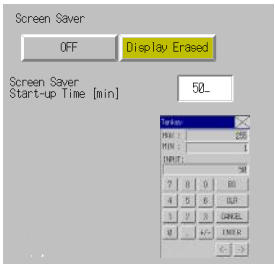 Screen Saver
OFF
Display Erased
Screen Saver
Start-up Time [min]
50_
Tenkey
MAX : 255
MIN : 1
INPUT:
50
7 8 9 BS
4 5 6 CLR
1 2 3 CANCEL
0 . +/- ENTER
<- ->